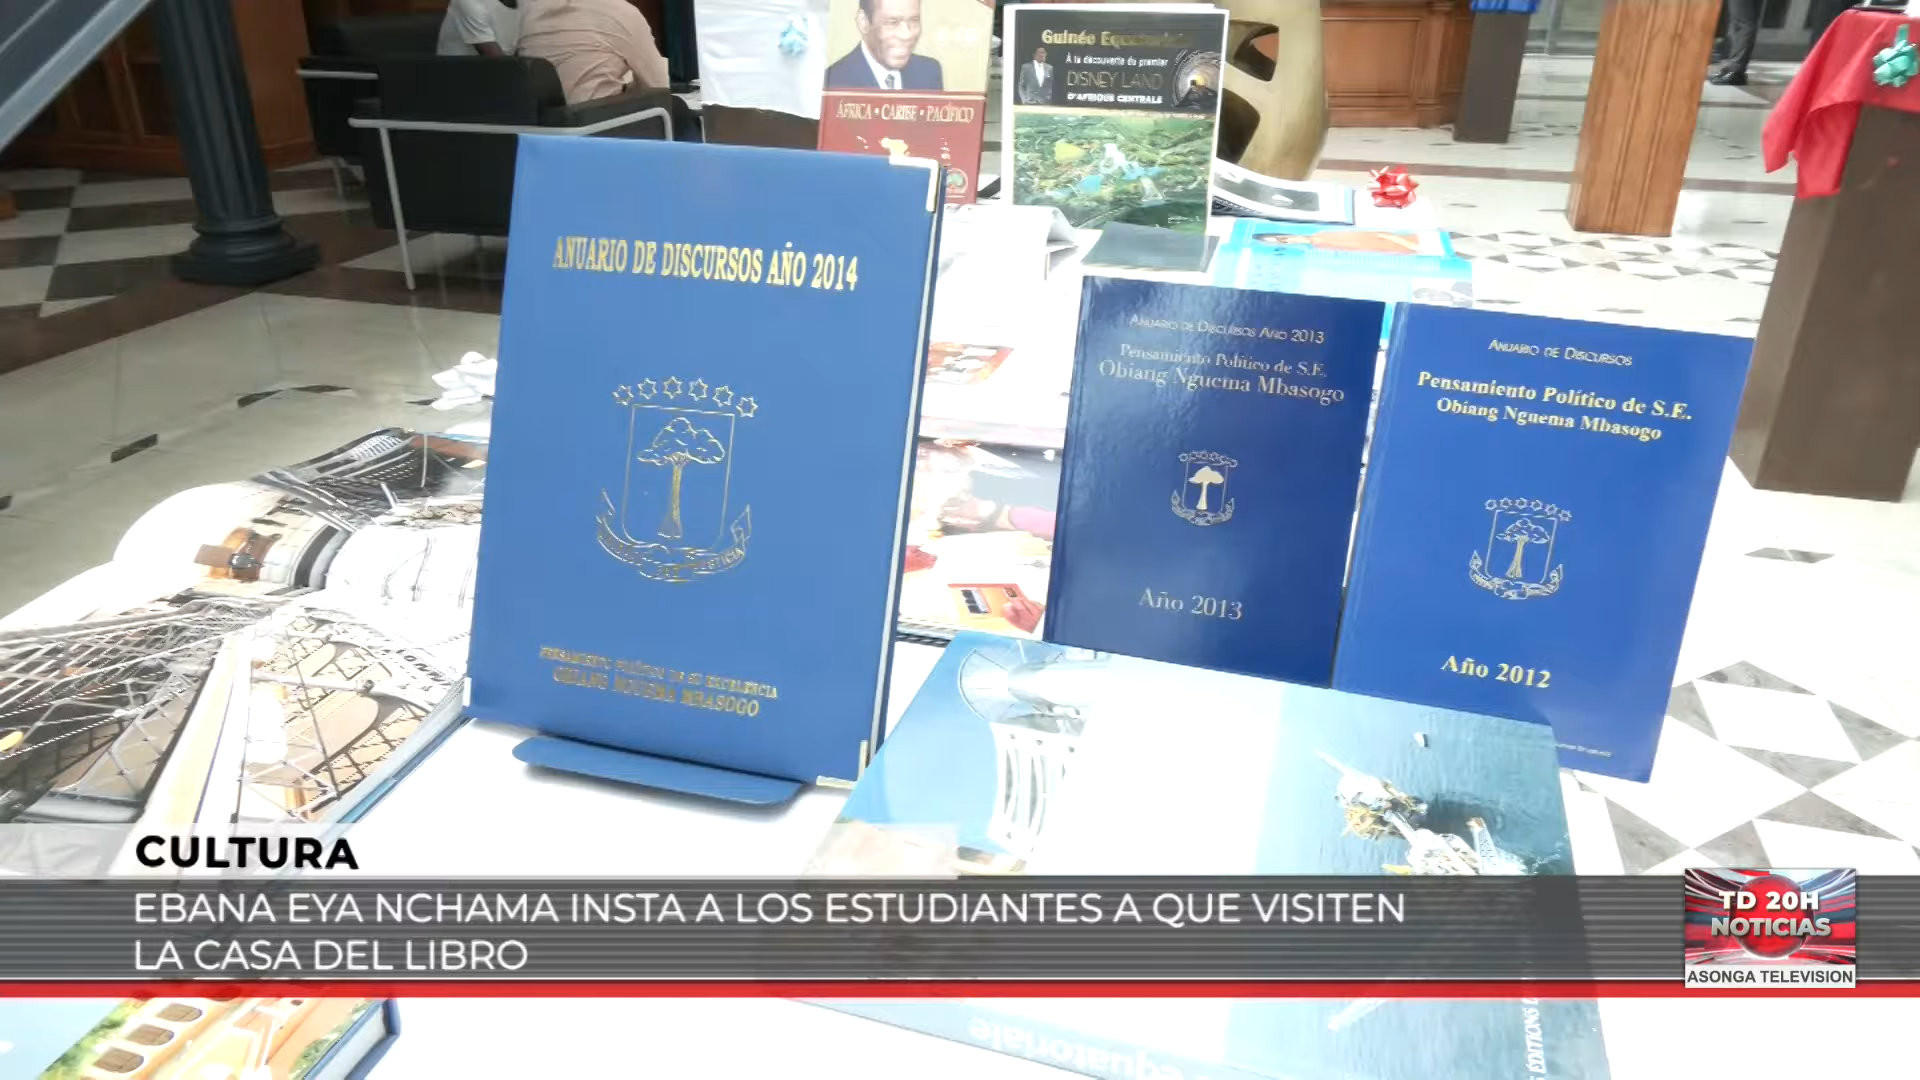 Guinée
À la découverte du premier
DISNEY LAND
D'AFRIQUE CENTRALE
ÁFRICA • CARIBE • PACÍFICO
ANUARIO DE DISCURSOS AÑO 2014
PENSAMIENTO POLÍTICO DE SU EXCELENCIA
OBIANG NGUEMA MBASOGO
ANUARIO DE DISCURSOS AÑO 2013
Pensamiento Político de S.E.
Obiang Nguema Mbasogo
Año 2013
ANUARIO DE DISCURSOS
Pensamiento Político de S.E.
Obiang Nguema Mbasogo
Año 2012
CULTURA
EBANA EYA NCHAMA INSTA A LOS ESTUDIANTES A QUE VISITEN
LA CASA DEL LIBRO
TD 20H
NOTICIAS
ASONGA TELEVISION